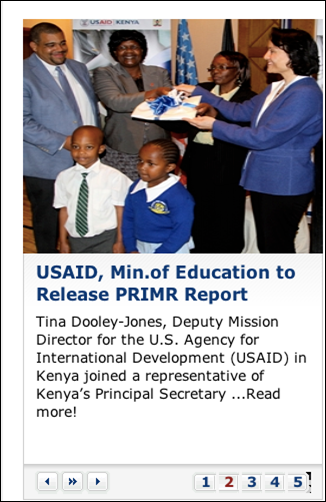 USAID KENYA
USAID, Min.of Education to
Release PRIMR Report
Tina Dooley-Jones, Deputy Mission
Director for the U.S. Agency for
International Development (USAID) in
Kenya joined a representative of
Kenya’s Principal Secretary ...Read
more!
1 2 3 4 5